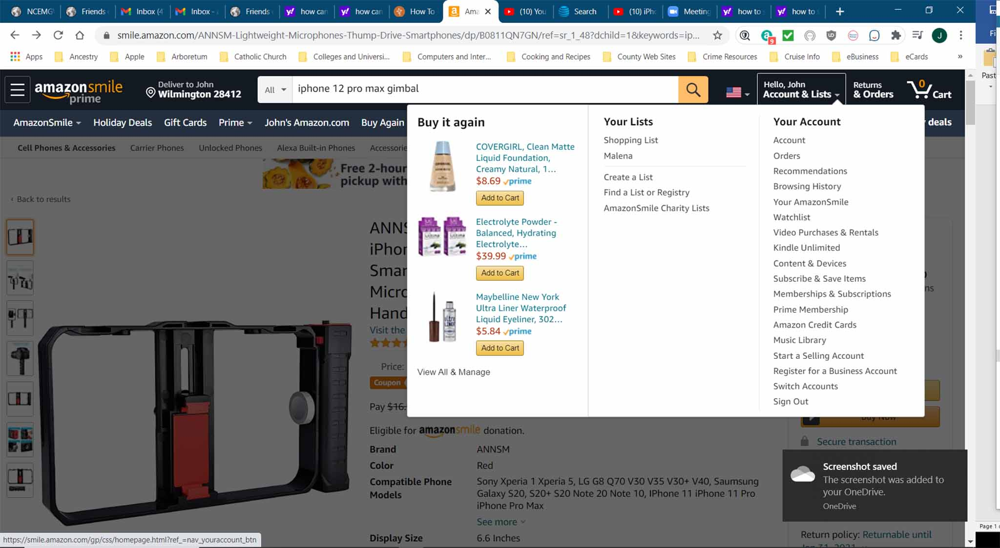 NCEMG
Friends
Inbox (4
Inbox -
Friends
how can
how can
How To
Ama
(10) You
Search
(10) iPho
Meeting
how to
how to
smile.amazon.com/ANNSM-Lightweight-Microphones-Thump-Drive-Smartphones/dp/B0811QN7GN/ref=sr_1_48?dchild=1&keywords=ip...
9
J
Fi
Apps
Ancestry
Apple
Arboretum
Catholic Church
Colleges and Universi...
Computers and Inter...
Cooking and Recipes
County Web Sites
Crime Resources
Cruise Info
eBusiness
eCards
»
Past
amazonsmile
prime
Deliver to John
Wilmington 28412
All
iphone 12 pro max gimbal
Hello, John
Account & Lists
Returns
& Orders
0
Cart
AmazonSmile
Holiday Deals
Gift Cards
Prime
John's Amazon.com
Buy Again
deals
Cell Phones & Accessories
Carrier Phones
Unlocked Phones
Alexa Built-in Phones
Accessorie
Free 2-hour
pickup with
‹ Back to results
ANNS
iPhon
Smar
Micro
Hand
Visit the
Price:
Coupon
Pay $16.
Buy it again
COVERGIRL, Clean Matte
Liquid Foundation,
Creamy Natural, 1...
$8.69 prime
Add to Cart
Electrolyte Powder -
Balanced, Hydrating
Electrolyte...
$39.99 prime
Add to Cart
Maybelline New York
Ultra Liner Waterproof
Liquid Eyeliner, 302...
$5.84 prime
Add to Cart
View All & Manage
Your Lists
Shopping List
Malena
Create a List
Find a List or Registry
AmazonSmile Charity Lists
Your Account
Account
Orders
Recommendations
Browsing History
Your AmazonSmile
Watchlist
Video Purchases & Rentals
Kindle Unlimited
Content & Devices
Subscribe & Save Items
Memberships & Subscriptions
Prime Membership
Amazon Credit Cards
Music Library
Start a Selling Account
Register for a Business Account
Switch Accounts
Sign Out
ns
Buy Now
Eligible for amazonsmile donation.
Brand ANNSM
Color Red
Compatible Phone Models
Sony Xperia 1 Xperia 5, LG G8 Q70 V30 V35 V30+ V40, Saumsung
Galaxy S20, S20+ S20 Note 20 Note 10, IPhone 11 iPhone 11 Pro
iPhone Pro Max
See more
Display Size 6.6 Inches
Secure transaction
Screenshot saved
The screenshot was added to
your OneDrive.
OneDrive
Return policy: Returnable until
Page 1
https://smile.amazon.com/gp/css/homepage.html?ref_=nav_youraccount_btn